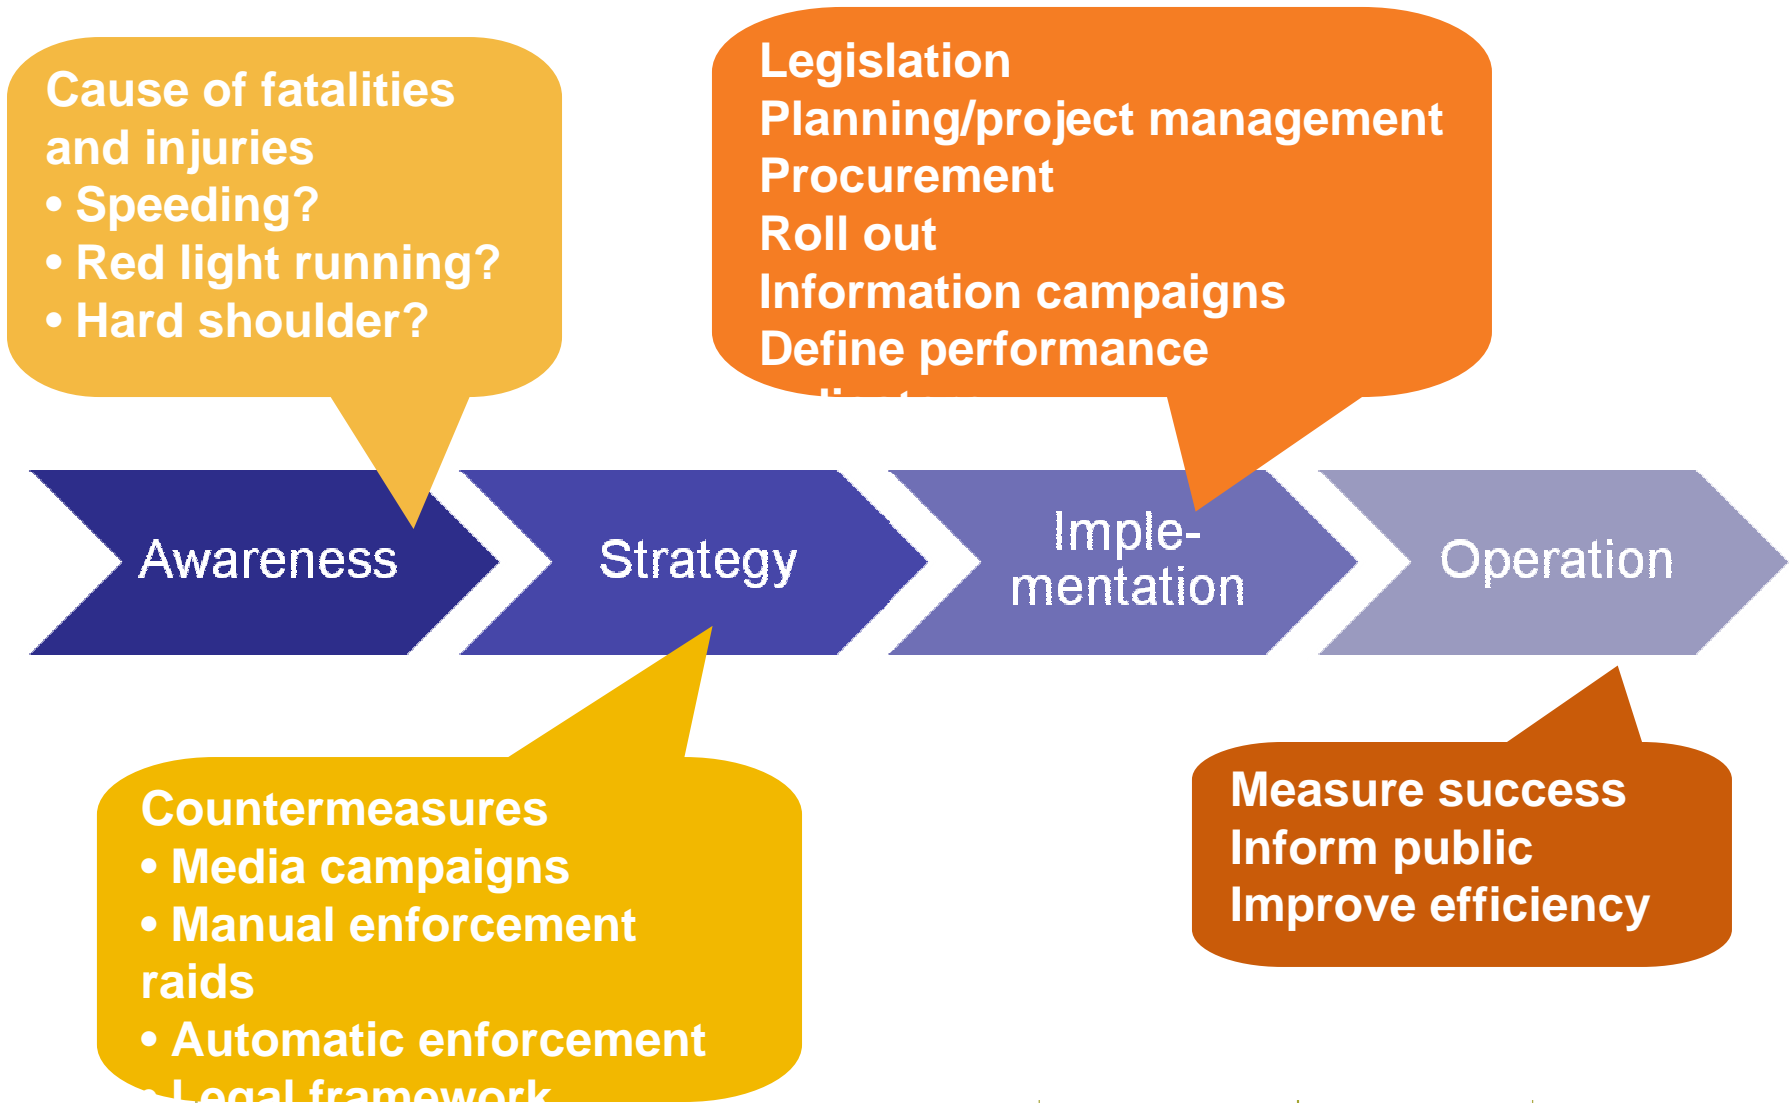 Cause of fatalities
and injuries
• Speeding?
• Red light running?
• Hard shoulder?
Legislation
Planning/project management
Procurement
Roll out
Information campaigns
Define performance
Awareness
Strategy
Imple-
mentation
Operation
Countermeasures
• Media campaigns
• Manual enforcement
raids
• Automatic enforcement
• Legal framework
Measure success
Inform public
Improve efficiency